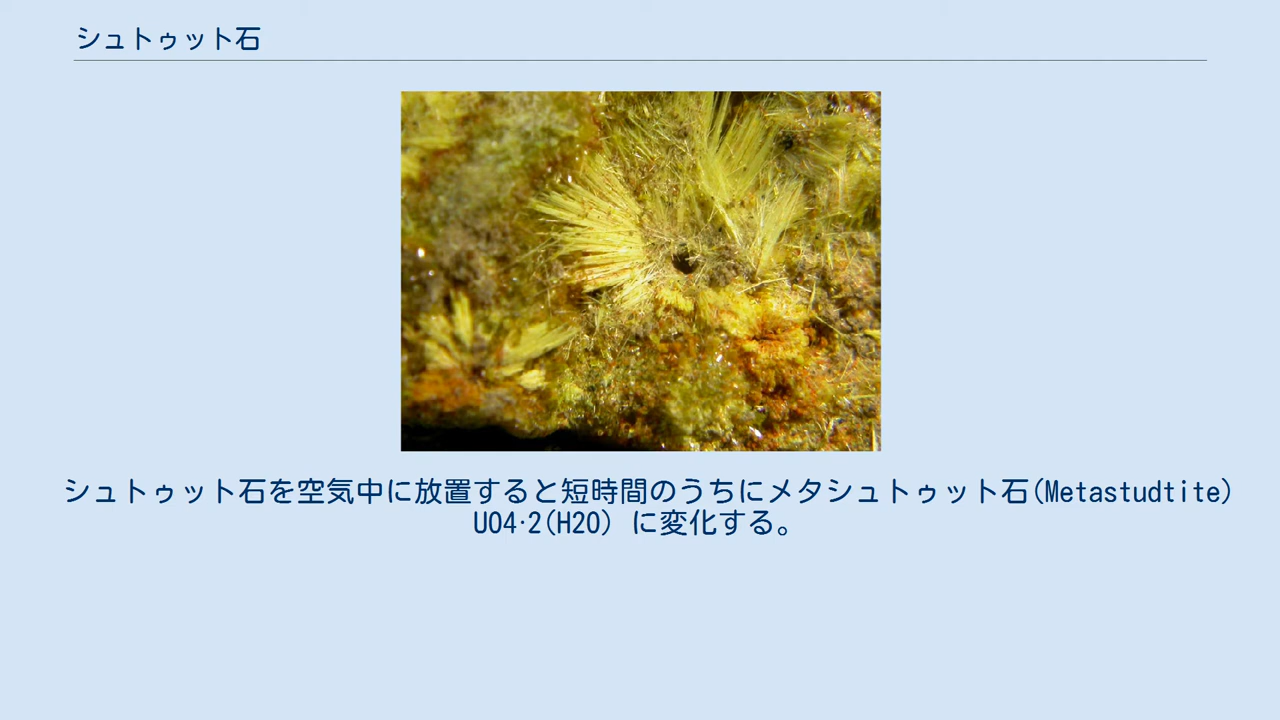 シュトゥット石
シュトゥット石を空気中に放置すると短時間のうちにメタシュトゥット石(Metastudtite)
UO4·2(H2O) に変化する。